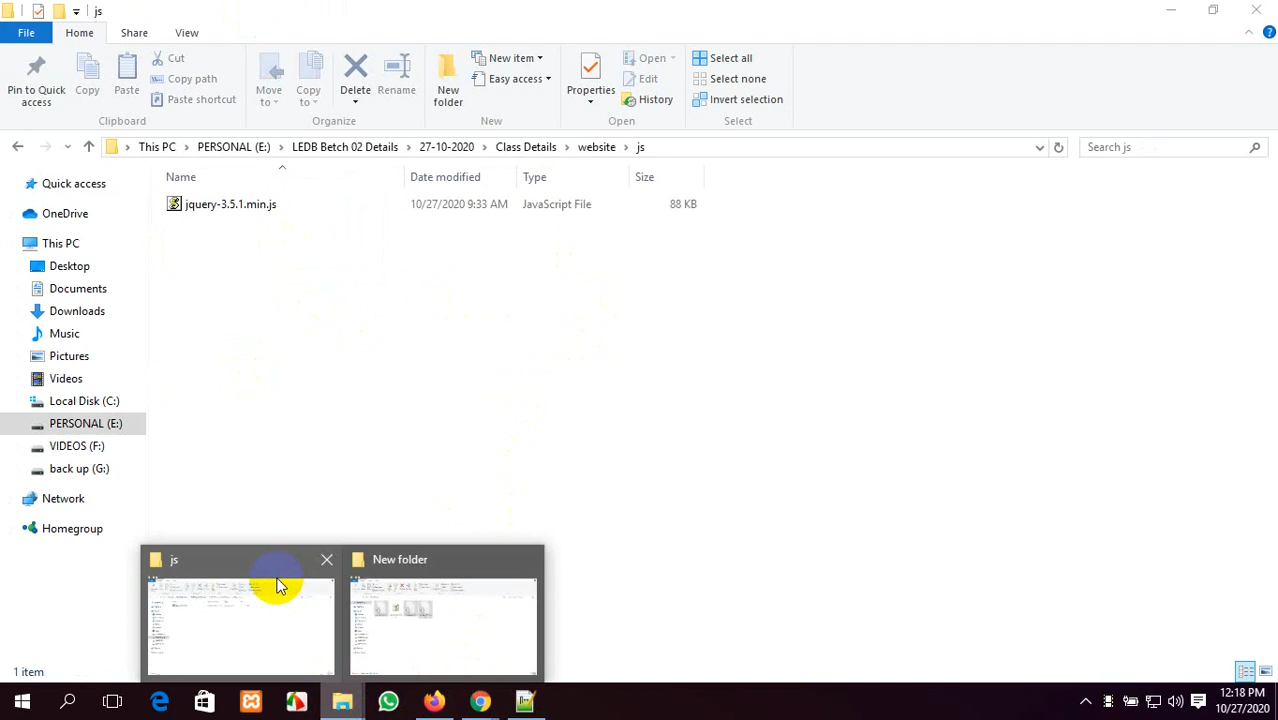 js
File Home Share View
Pin to Quick access
Copy
Paste
Cut
Copy path
Paste shortcut
Clipboard
Move to
Copy to
Delete
Rename
Organize
New folder
New item
Easy access
New
Properties
Open
Edit
History
Open
Select all
Select none
Invert selection
Select
This PC PERSONAL (E:) LEDB Betch 02 Details 27-10-2020 Class Details website js
Search js
Name Date modified Type Size
jquery-3.5.1.min.js 10/27/2020 9:33 AM JavaScript File 88 KB
Quick access
OneDrive
This PC
Desktop
Documents
Downloads
Music
Pictures
Videos
Local Disk (C:)
PERSONAL (E:)
VIDEOS (F:)
back up (G:)
Network
Homegroup
js
New folder
1 item
12:18 PM
10/27/2020